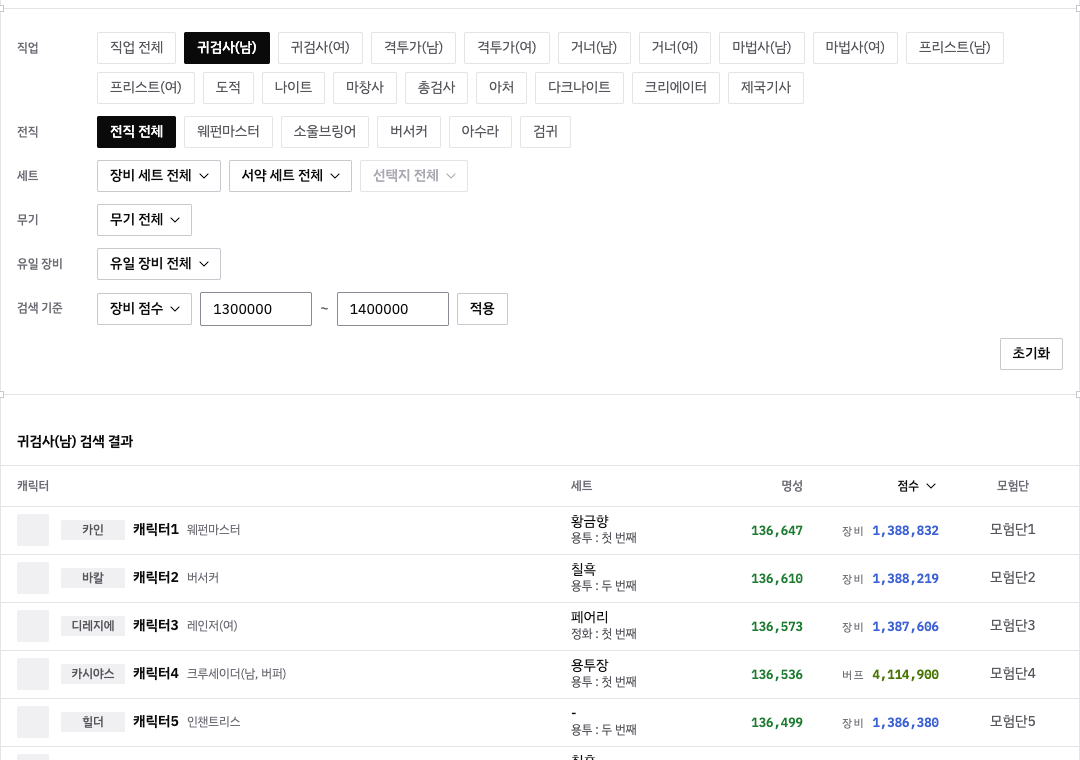 직업 직업 전체 귀검사(남) 귀검사(여) 격투가(남) 격투가(여) 거너(남) 거너(여) 마법사(남) 마법사(여) 프리스트(남)
프리스트(여) 도적 나이트 마창사 총검사 아처 다크나이트 크리에이터 제국기사
전직 전직 전체 웨펀마스터 소울브링어 버서커 아수라 검귀
세트 장비 세트 전체 서약 세트 전체 선택지 전체
무기 무기 전체
유일 장비 유일 장비 전체
검색 기준 장비 점수 1300000 ~ 1400000 적용
초기화
귀검사(남) 검색 결과
캐릭터 세트 명성 점수 모험단
카인 캐릭터1 웨펀마스터 황금향 136,647 장비 1,388,832 모험단1
용투 : 첫 번째
바칼 캐릭터2 버서커 칠흑 136,610 장비 1,388,219 모험단2
용투 : 두 번째
디레지에 캐릭터3 레인저(여) 페어리 136,573 장비 1,387,606 모험단3
정화 : 첫 번째
카시야스 캐릭터4 크루세이더(남, 버퍼) 용투장 136,536 버프 4,114,900 모험단4
용투 : 첫 번째
힐더 캐릭터5 인챈트리스 - 136,499 장비 1,386,380 모험단5
용투 : 두 번째